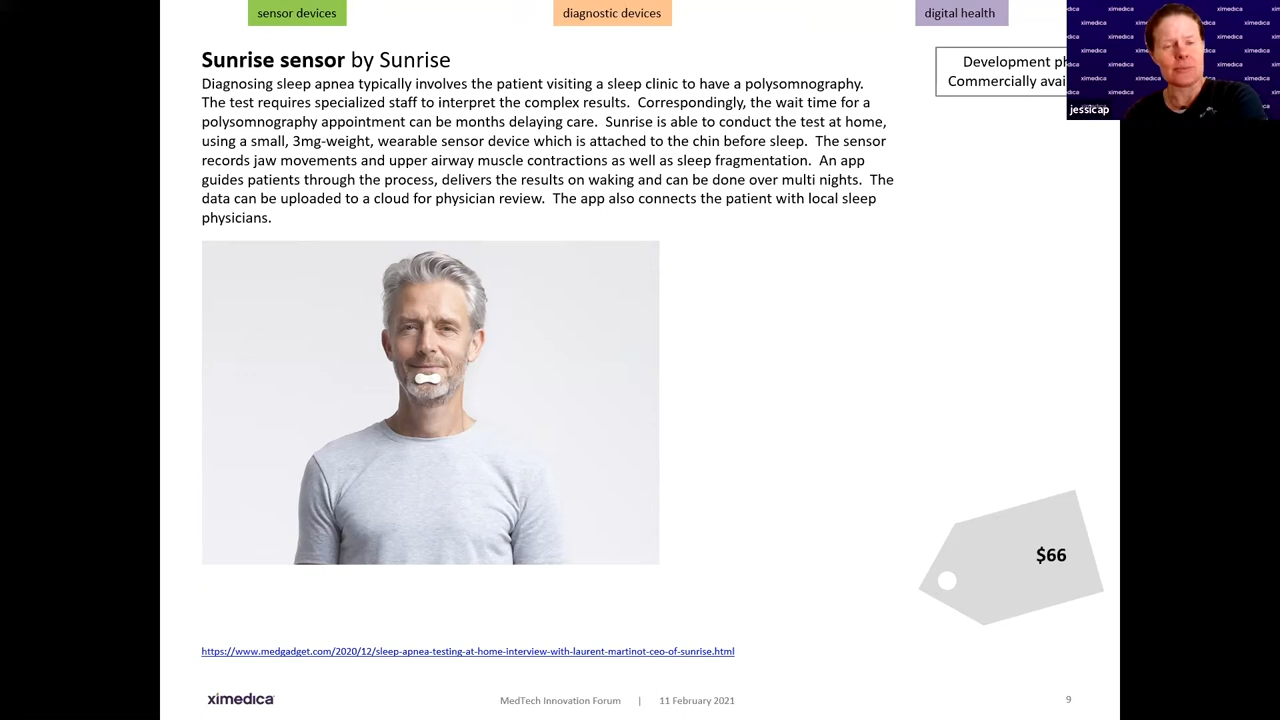 sensor devices
diagnostic devices
digital health
Sunrise sensor by Sunrise
Diagnosing sleep apnea typically involves the patient visiting a sleep clinic to have a polysomnography.
The test requires specialized staff to interpret the complex results. Correspondingly, the wait time for a
polysomnography appointment can be months delaying care. Sunrise is able to conduct the test at home,
using a small, 3mg-weight, wearable sensor device which is attached to the chin before sleep. The sensor
records jaw movements and upper airway muscle contractions as well as sleep fragmentation. An app
guides patients through the process, delivers the results on waking and can be done over multi nights. The
data can be uploaded to a cloud for physician review. The app also connects the patient with local sleep
physicians.
Development
Commercially
jessicap
ximedica
$66
https://www.medgadget.com/2020/12/sleep-apnea-testing-at-home-interview-with-laurent-martinot-ceo-of-sunrise.html
ximedica
MedTech Innovation Forum | 11 February 2021
9